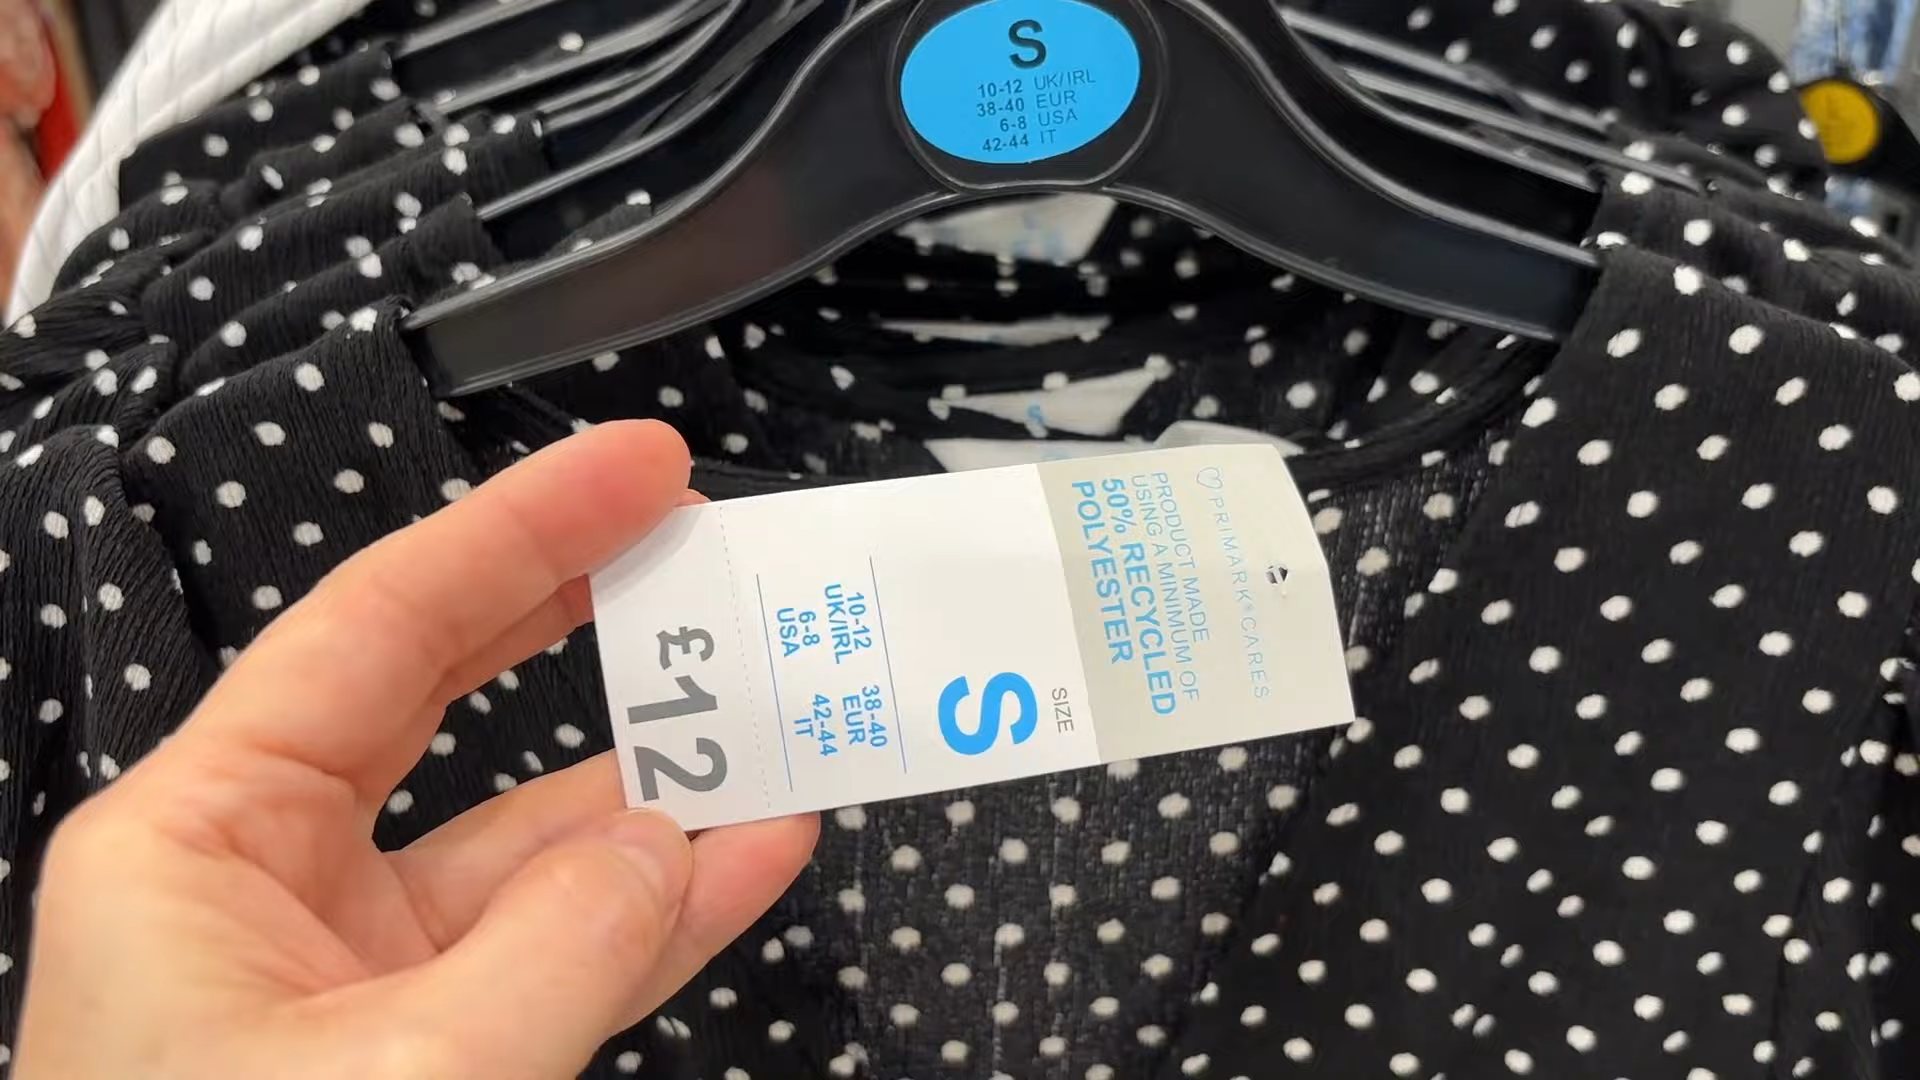 S
10-12 UK/IRL
38-40 EUR
6-8 USA
42-44 IT
PRIMARK CARES
PRODUCT MADE
USING A MINIMUM OF
50% RECYCLED
POLYESTER
SIZE
S
10-12 38-40
UK/IRL EUR
6-8 42-44
USA IT
£12
S